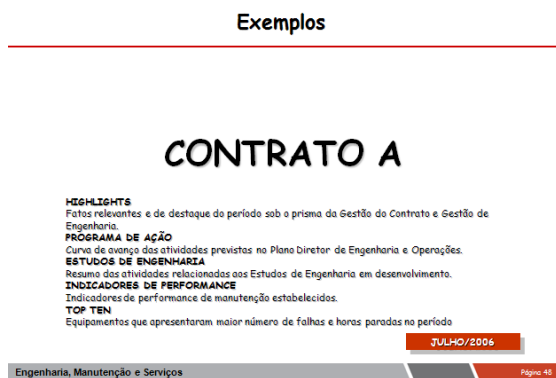 Exemplos
CONTRATO A
HIGHLIGHTS
Fatos relevantes e de destaque do período sob o prisma da Gestão do Contrato e Gestão de
Engenharia.
PROGRAMA DE AÇÃO
Curva de avanço das atividades previstas no Plano Diretor de Engenharia e Operações.
ESTUDOS DE ENGENHARIA
Resumo das atividades relacionadas aos Estudos de Engenharia em desenvolvimento.
INDICADORES DE PERFORMANCE
Indicadores de performance de manutenção estabelecidos.
TOP TEN
Equipamentos que apresentaram maior número de falhas e horas paradas no período
JULHO/2006
Engenharia, Manutenção e Serviços
Página 48